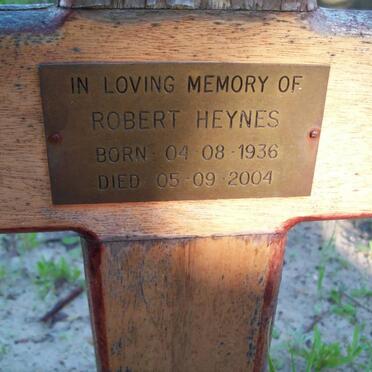 IN LOVING MEMORY OF
ROBERT HEYNES
BORN 04-08-1936
DIED 05-09-2004